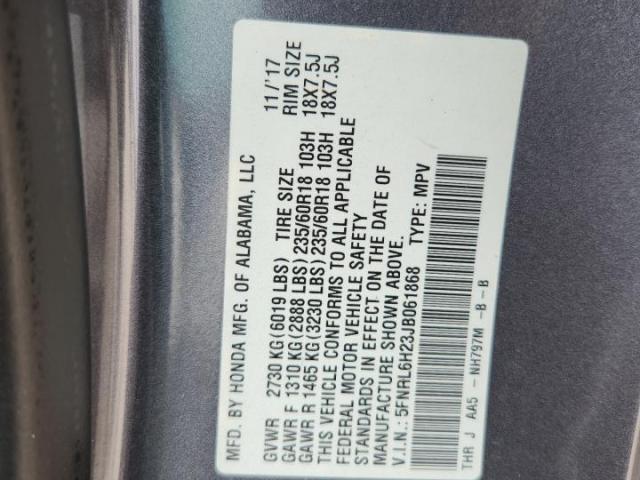 MFD. BY HONDA MFG. OF ALABAMA, LLC 11/'17
GVWR 2730 KG(6019 LBS) TIRE SIZE RIM SIZE
GAWR F 1310 KG(2888 LBS)235/60R18 103H 18X7.5J
GAWR R 1465 KG(3230 LBS)235/60R18 103H 18X7.5J
THIS VEHICLE CONFORMS TO ALL APPLICABLE
FEDERAL MOTOR VEHICLE SAFETY
STANDARDS IN EFFECT ON THE DATE OF
MANUFACTURE SHOWN ABOVE.
V.I.N.: 5FNRL6H23JB061868 TYPE: MPV
THR J AA5 - NH797M -B-B